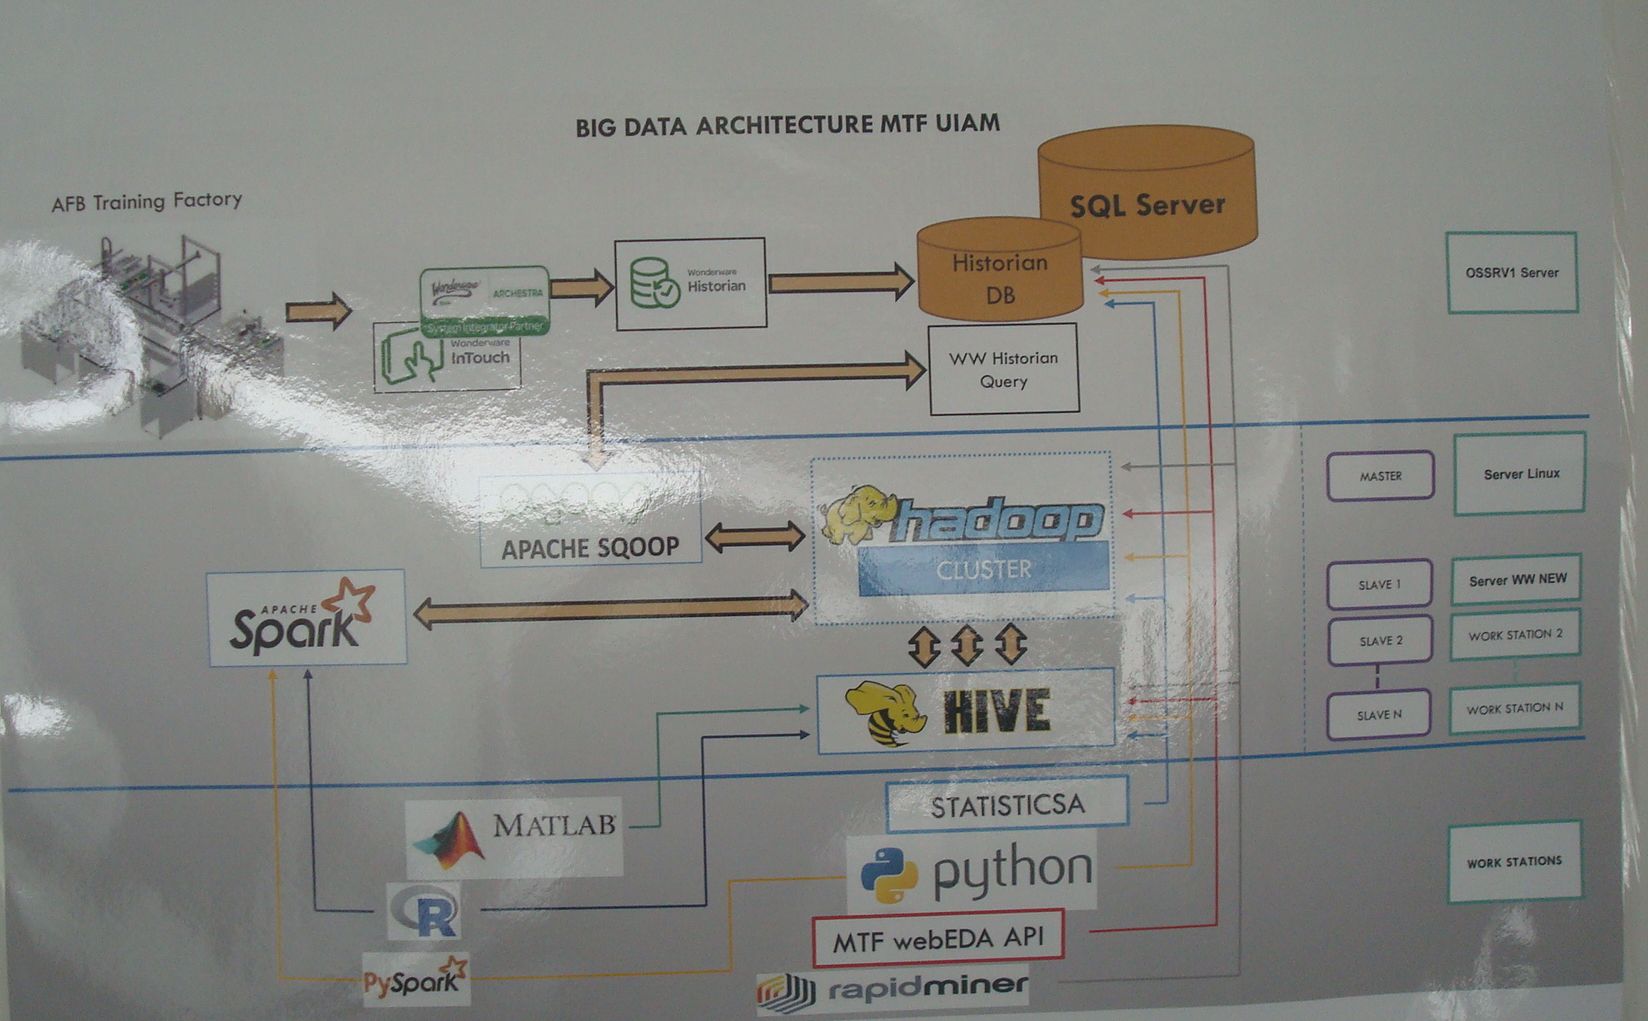 BIG DATA ARCHITECTURE MTF UIAM
AFB Training Factory
SQL Server
Historian
DB
Wonderware
ARCHESTRA
System Integrator Partner
Wonderware
InTouch
Wonderware
Historian
WW Historian
Query
OSSRV1 Server
APACHE SQOOP
hadoop
CLUSTER
MASTER
Server Linux
APACHE
Spark
SLAVE 1
Server WW NEW
SLAVE 2
WORK STATION 2
HIVE
SLAVE N
WORK STATION N
MATLAB
STATISTICSA
python
WORK STATIONS
R
MTF webEDA API
PySpark
rapidminer